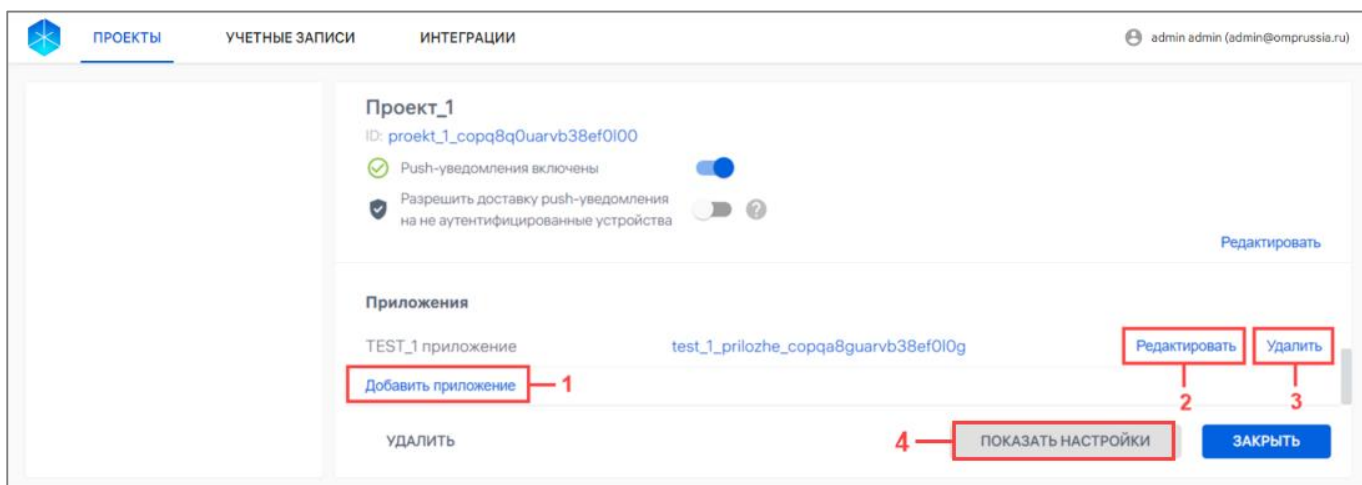 ПРОЕКТЫ УЧЕТНЫЕ ЗАПИСИ ИНТЕГРАЦИИ admin admin (admin@omprussia.ru)
Проект_1
ID: proekt_1_copq8q0uarvb38ef0l00
Push-уведомления включены
Разрешить доставку push-уведомления
на не аутентифицированные устройства ?
Редактировать
Приложения
TEST_1 приложение test_1_prilozhe_copqa8guarvb38ef0l0g Редактировать Удалить
Добавить приложение 1
2 3
УДАЛИТЬ 4 ПОКАЗАТЬ НАСТРОЙКИ ЗАКРЫТЬ